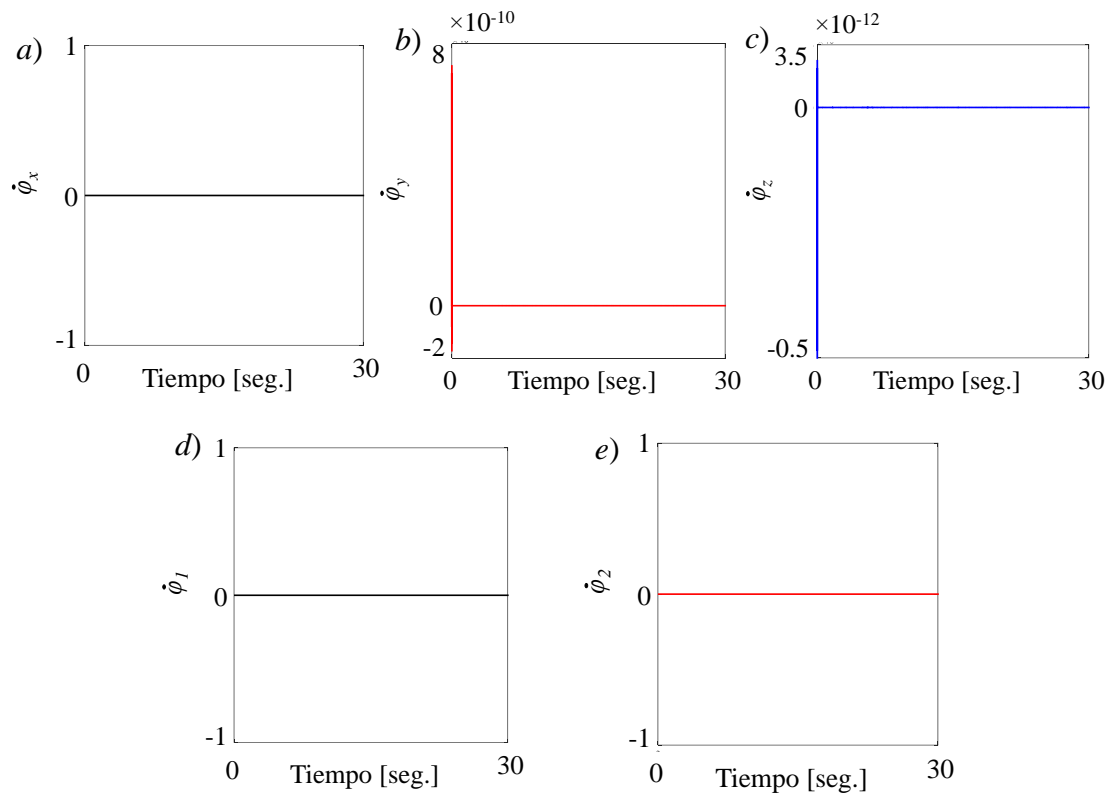 a)
1
0
-1
φ̇x
0
30
Tiempo [seg.]
b)
×10-10
8
0
-2
φ̇y
0
30
Tiempo [seg.]
c)
×10-12
3.5
0
-0.5
φ̇z
0
30
Tiempo [seg.]
d)
1
0
-1
φ̇1
0
30
Tiempo [seg.]
e)
1
0
-1
φ̇2
0
30
Tiempo [seg.]